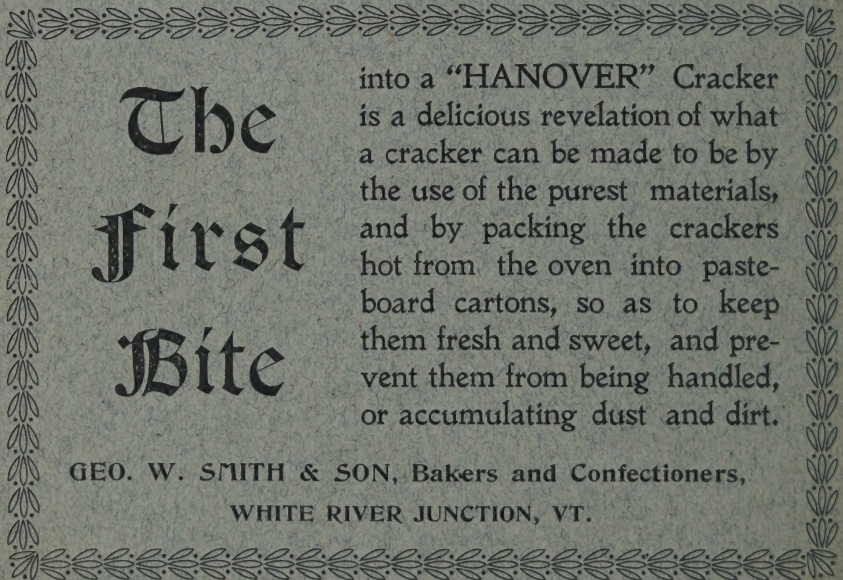 The
First
Bite
into a “HANOVER” Cracker
is a delicious revelation of what
a cracker can be made to be by
the use of the purest materials,
and by packing the crackers
hot from the oven into paste-
board cartons, so as to keep
them fresh and sweet, and pre-
vent them from being handled,
or accumulating dust and dirt.
GEO. W. SMITH & SON, Bakers and Confectioners,
WHITE RIVER JUNCTION, VT.